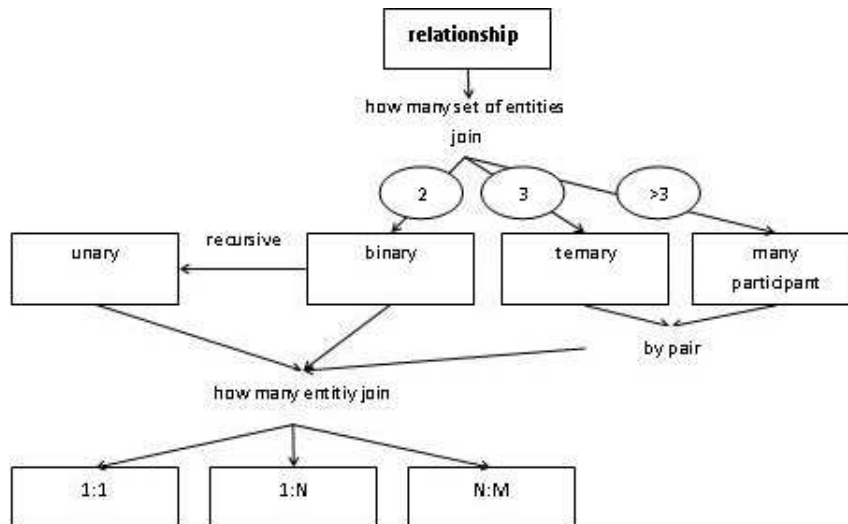 relationship
how many set of entities
join
2
3
>3
unary
recursive
binary
ternary
many
participant
by pair
how many entitiy join
1:1
1:N
N:M